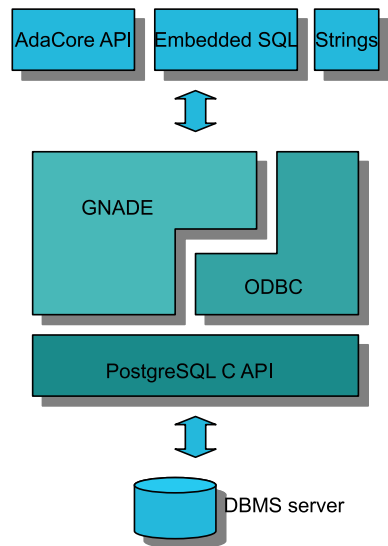 AdaCore API
Embedded SQL
Strings
GNADE
ODBC
PostgreSQL C API
DBMS server